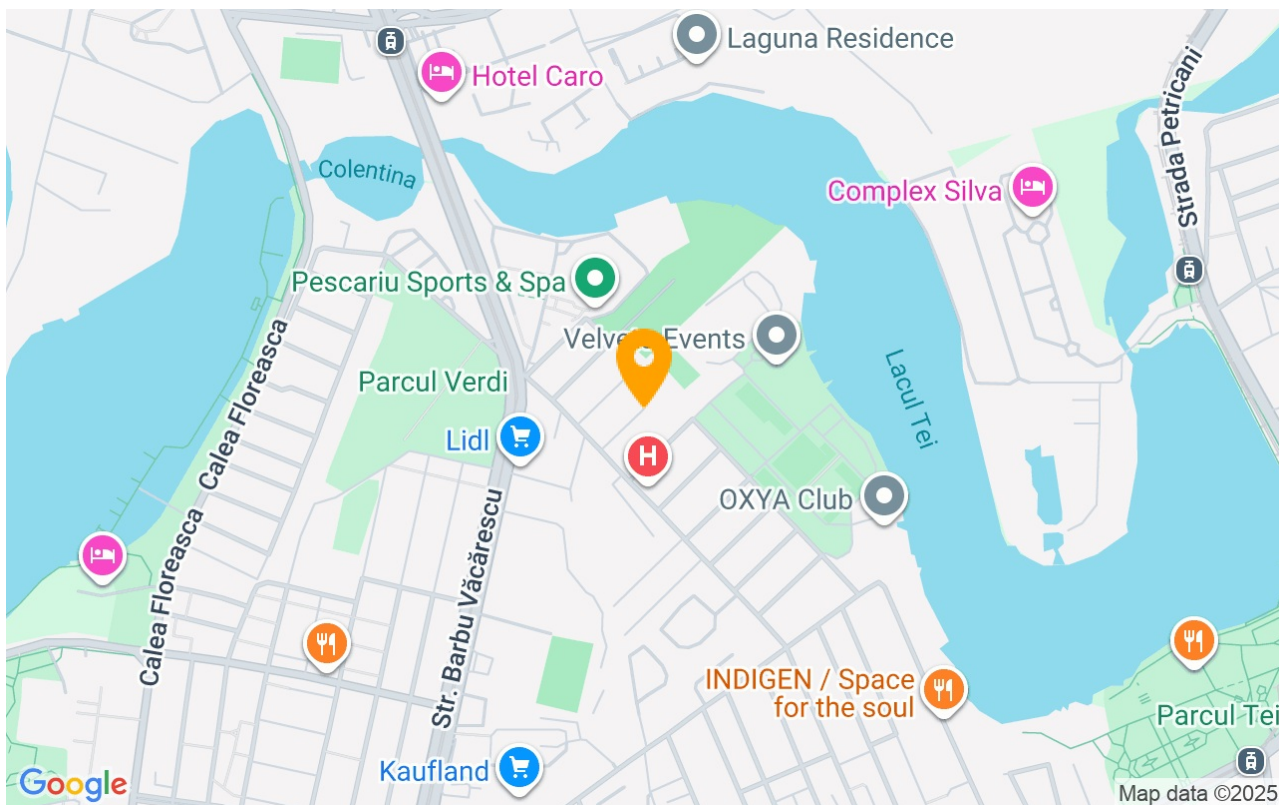 Laguna Residence
Hotel Caro
Strada Petricani
Colentina
Complex Silva
Pescariu Sports & Spa
Events
Lacul Tei
Parcul Verdi
Calea Floreasca
Lidl
H
OXYA Club
Str. Barbu Văcărescu
Calea Floreasca
INDIGEN / Space
for the soul
Parcul Tei
Kaufland
Google
Map data ©2025